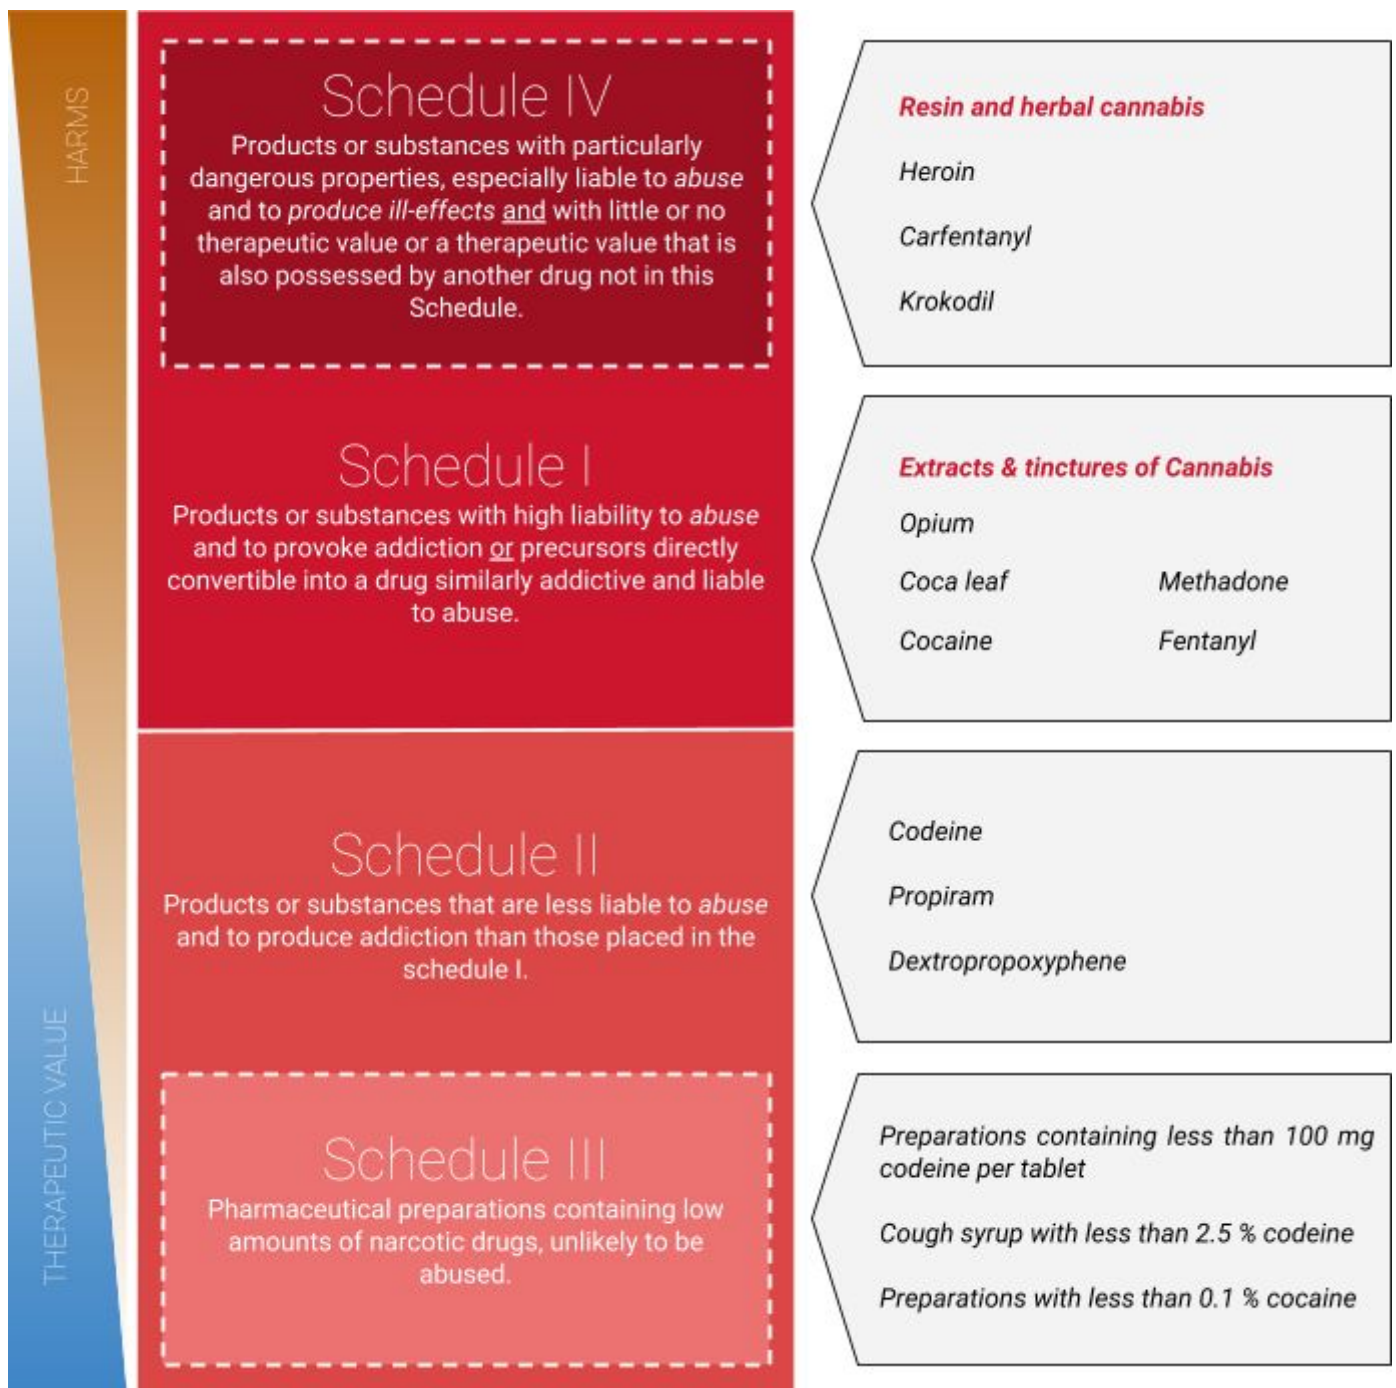 HARMS
THERAPEUTIC VALUE
Schedule IV
Products or substances with particularly
dangerous properties, especially liable to abuse
and to produce ill-effects and with little or no
therapeutic value or a therapeutic value that is
also possessed by another drug not in this
Schedule.
Resin and herbal cannabis
Heroin
Carfentanyl
Krokodil
Schedule I
Products or substances with high liability to abuse
and to provoke addiction or precursors directly
convertible into a drug similarly addictive and liable
to abuse.
Extracts & tinctures of Cannabis
Opium
Coca leaf Methadone
Cocaine Fentanyl
Schedule II
Products or substances that are less liable to abuse
and to produce addiction than those placed in the
schedule I.
Codeine
Propiram
Dextropropoxyphene
Schedule III
Pharmaceutical preparations containing low
amounts of narcotic drugs, unlikely to be
abused.
Preparations containing less than 100 mg
codeine per tablet
Cough syrup with less than 2.5 % codeine
Preparations with less than 0.1 % cocaine